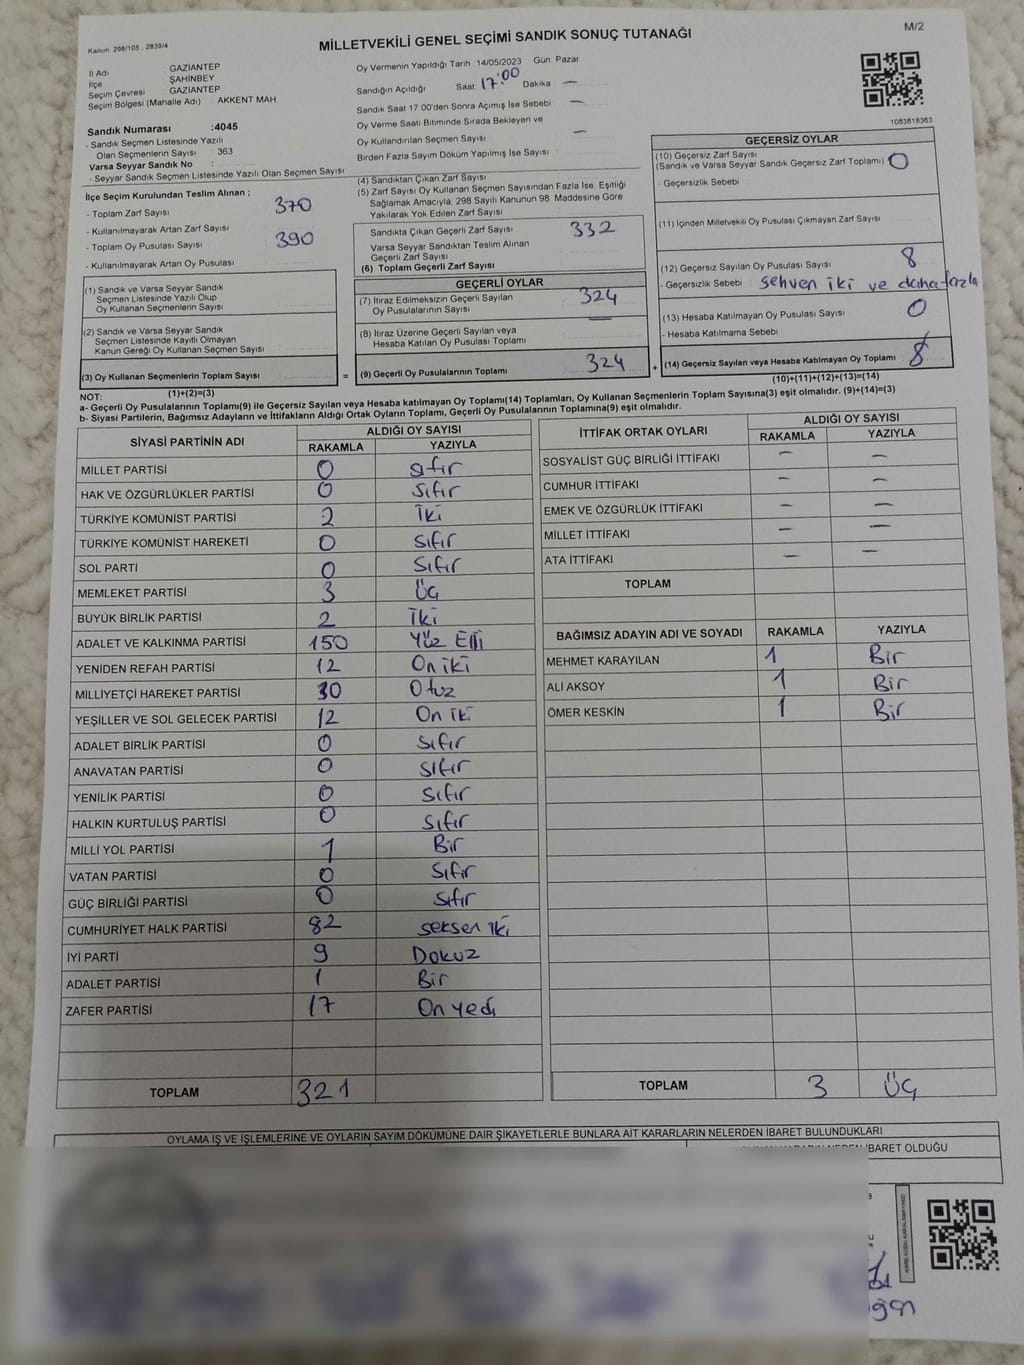 M/2
Kanun: 298/105 , 2839/4
MİLLETVEKİLİ GENEL SEÇİMİ SANDIK SONUÇ TUTANAĞI
İl Adı GAZIANTEP
İlçe ŞAHİNBEY
Seçim Çevresi GAZIANTEP
Seçim Bölgesi (Mahalle Adı) : AKKENT MAH
Sandık Numarası :4045
- Sandık Seçmen Listesinde Yazılı
Olan Seçmenlerin Sayısı 363
Varsa Seyyar Sandık No :
- Seyyar Sandık Seçmen Listesinde Yazılı Olan Seçmen Sayısı
Oy Vermenin Yapıldığı Tarih : 14/05/2023 Gün: Pazar
Sandığın Açıldığı Saat 17:00 Dakika —
Sandık Saat 17:00'den Sonra Açımış İse Sebebi —
Oy Verme Saati Bitiminde Sırada Bekleyen ve
Oy Kullandırılan Seçmen Sayısı —
Birden Fazla Sayım Döküm Yapılmış İse Sayısı
1083818363
İlçe Seçim Kurulundan Teslim Alınan ;
- Toplam Zarf Sayısı 370
- Kullanılmayarak Artan Zarf Sayısı
- Toplam Oy Pusulası Sayısı 390
- Kullanılmayarak Artan Oy Pusulası
(1) Sandık ve Varsa Seyyar Sandık
Seçmen Listesinde Yazılı Olup
Oy Kullanan Seçmenlerin Sayısı
(2) Sandık ve Varsa Seyyar Sandık
Seçmen Listesinde Kayıtlı Olmayan
Kanun Gereği Oy Kullanan Seçmen Sayısı
(3) Oy Kullanan Seçmenlerin Toplam Sayısı
(1)+(2)=(3)
(4) Sandıktan Çıkan Zarf Sayısı
(5) Zarf Sayısı Oy Kullanan Seçmen Sayısından Fazla İse, Eşitliği
Sağlamak Amacıyla, 298 Sayılı Kanunun 98. Maddesine Göre
Yakılarak Yok Edilen Zarf Sayısı
Sandıkta Çıkan Geçerli Zarf Sayısı 332
Varsa Seyyar Sandıktan Teslim Alınan
Geçerli Zarf Sayısı
(6) Toplam Geçerli Zarf Sayısı
GEÇERLİ OYLAR
(7) İtiraz Edilmeksizin Geçerli Sayılan
Oy Pusulalarının Sayısı 324
(8) İtiraz Üzerine Geçerli Sayılan veya
Hesaba Katılan Oy Pusulası Toplamı —
= (9) Geçerli Oy Pusulalarının Toplamı 324 +
GEÇERSİZ OYLAR
(10) Geçersiz Zarf Sayısı
(Sandık ve Varsa Seyyar Sandık Geçersiz Zarf Toplamı) 0
- Geçersizlik Sebebi
(11) İçinden Milletvekili Oy Pusulası Çıkmayan Zarf Sayısı
(12) Geçersiz Sayılan Oy Pusulası Sayısı 8
- Geçersizlik Sebebi sehven iki ve daha fazla
(13) Hesaba Katılmayan Oy Pusulası Sayısı 0
- Hesaba Katılmama Sebebi
(14) Geçersiz Sayılan veya Hesaba Katılmayan Oy Toplamı 8
(10)+(11)+(12)+(13)=(14)
NOT:
a- Geçerli Oy Pusulalarının Toplamı(9) ile Geçersiz Sayılan veya Hesaba Katılmayan Oy Toplamı(14) Toplamları, Oy Kullanan Seçmenlerin Toplam Sayısına(3) eşit olmalıdır. (9)+(14)=(3)
b- Siyasi Partilerin, Bağımsız Adayların ve İttifakların Aldığı Ortak Oyların Toplamı, Geçerli Oy Pusulalarının Toplamına(9) eşit olmalıdır.
SİYASİ PARTİNİN ADI ALDIĞI OY SAYISI
RAKAMLA YAZIYLA
MİLLET PARTİSİ 0 sıfır
HAK VE ÖZGÜRLÜKLER PARTİSİ 0 Sıfır
TÜRKİYE KOMÜNİST PARTİSİ 2 İki
TÜRKİYE KOMÜNİST HAREKETİ 0 Sıfır
SOL PARTİ 0 Sıfır
MEMLEKET PARTİSİ 3 Üç
BÜYÜK BİRLİK PARTİSİ 2 İki
ADALET VE KALKINMA PARTİSİ 150 Yüz Elli
YENİDEN REFAH PARTİSİ 12 On iki
MİLLİYETÇİ HAREKET PARTİSİ 30 Otuz
YEŞİLLER VE SOL GELECEK PARTİSİ 12 On iki
ADALET BİRLİK PARTİSİ 0 Sıfır
ANAVATAN PARTİSİ 0 Sıfır
YENİLİK PARTİSİ 0 Sıfır
HALKIN KURTULUŞ PARTİSİ 0 Sıfır
MİLLİ YOL PARTİSİ 1 Bir
VATAN PARTİSİ 0 Sıfır
GÜÇ BİRLİĞİ PARTİSİ 0 Sıfır
CUMHURİYET HALK PARTİSİ 82 seksen iki
İYİ PARTİ 9 Dokuz
ADALET PARTİSİ 1 Bir
ZAFER PARTİSİ 17 On yedi
TOPLAM 321
İTTİFAK ORTAK OYLARI ALDIĞI OY SAYISI
RAKAMLA YAZIYLA
SOSYALİST GÜÇ BİRLİĞİ İTTİFAKI — —
CUMHUR İTTİFAKI — —
EMEK VE ÖZGÜRLÜK İTTİFAKI — —
MİLLET İTTİFAKI — —
ATA İTTİFAKI — —
TOPLAM
BAĞIMSIZ ADAYIN ADI VE SOYADI RAKAMLA YAZIYLA
MEHMET KARAYILAN 1 Bir
ALİ AKSOY 1 Bir
ÖMER KESKİN 1 Bir
TOPLAM 3 Üç
OYLAMA İŞ VE İŞLEMLERİNE VE OYLARIN SAYIM DÖKÜMÜNE DAİR ŞİKAYETLERLE BUNLARA AİT KARARLARIN NELERDEN İBARET BULUNDUKLARI
İBARET OLDUĞU